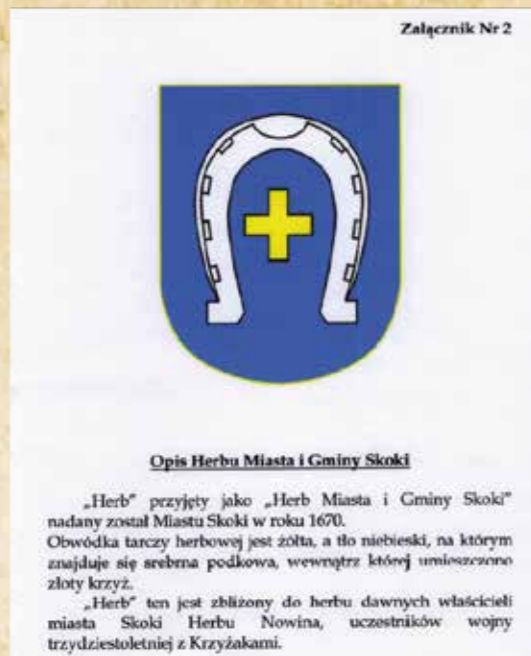 Załącznik Nr 2
Opis Herbu Miasta i Gminy Skoki
„Herb” przyjęty jako „Herb Miasta i Gminy Skoki”
nadany został Miastu Skoki w roku 1670.
Obwódka tarczy herbowej jest żółta, a tło niebieski, na którym
znajduje się srebrna podkowa, wewnątrz której umieszczono
złoty krzyż.
„Herb” ten jest zbliżony do herbu dawnych właścicieli
miasta Skoki Herbu Nowina, uczestników wojny
trzydziestoletniej z Krzyżakami.